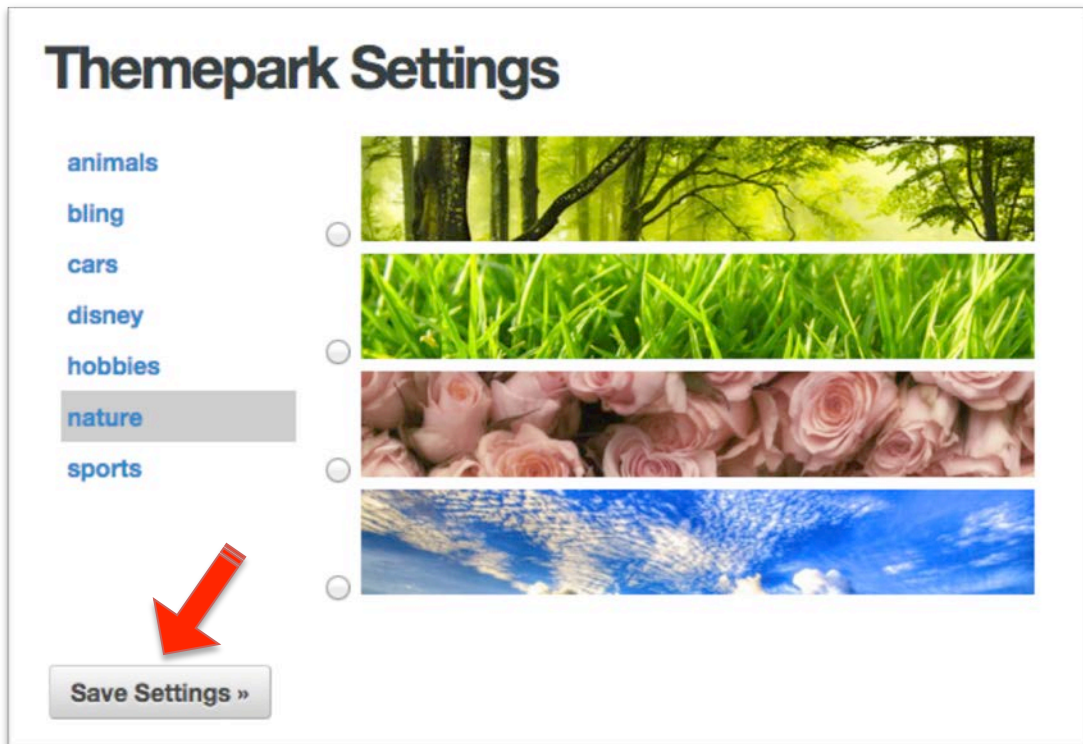 Themepark Settings
animals
bling
cars
disney
hobbies
nature
sports
Save Settings »